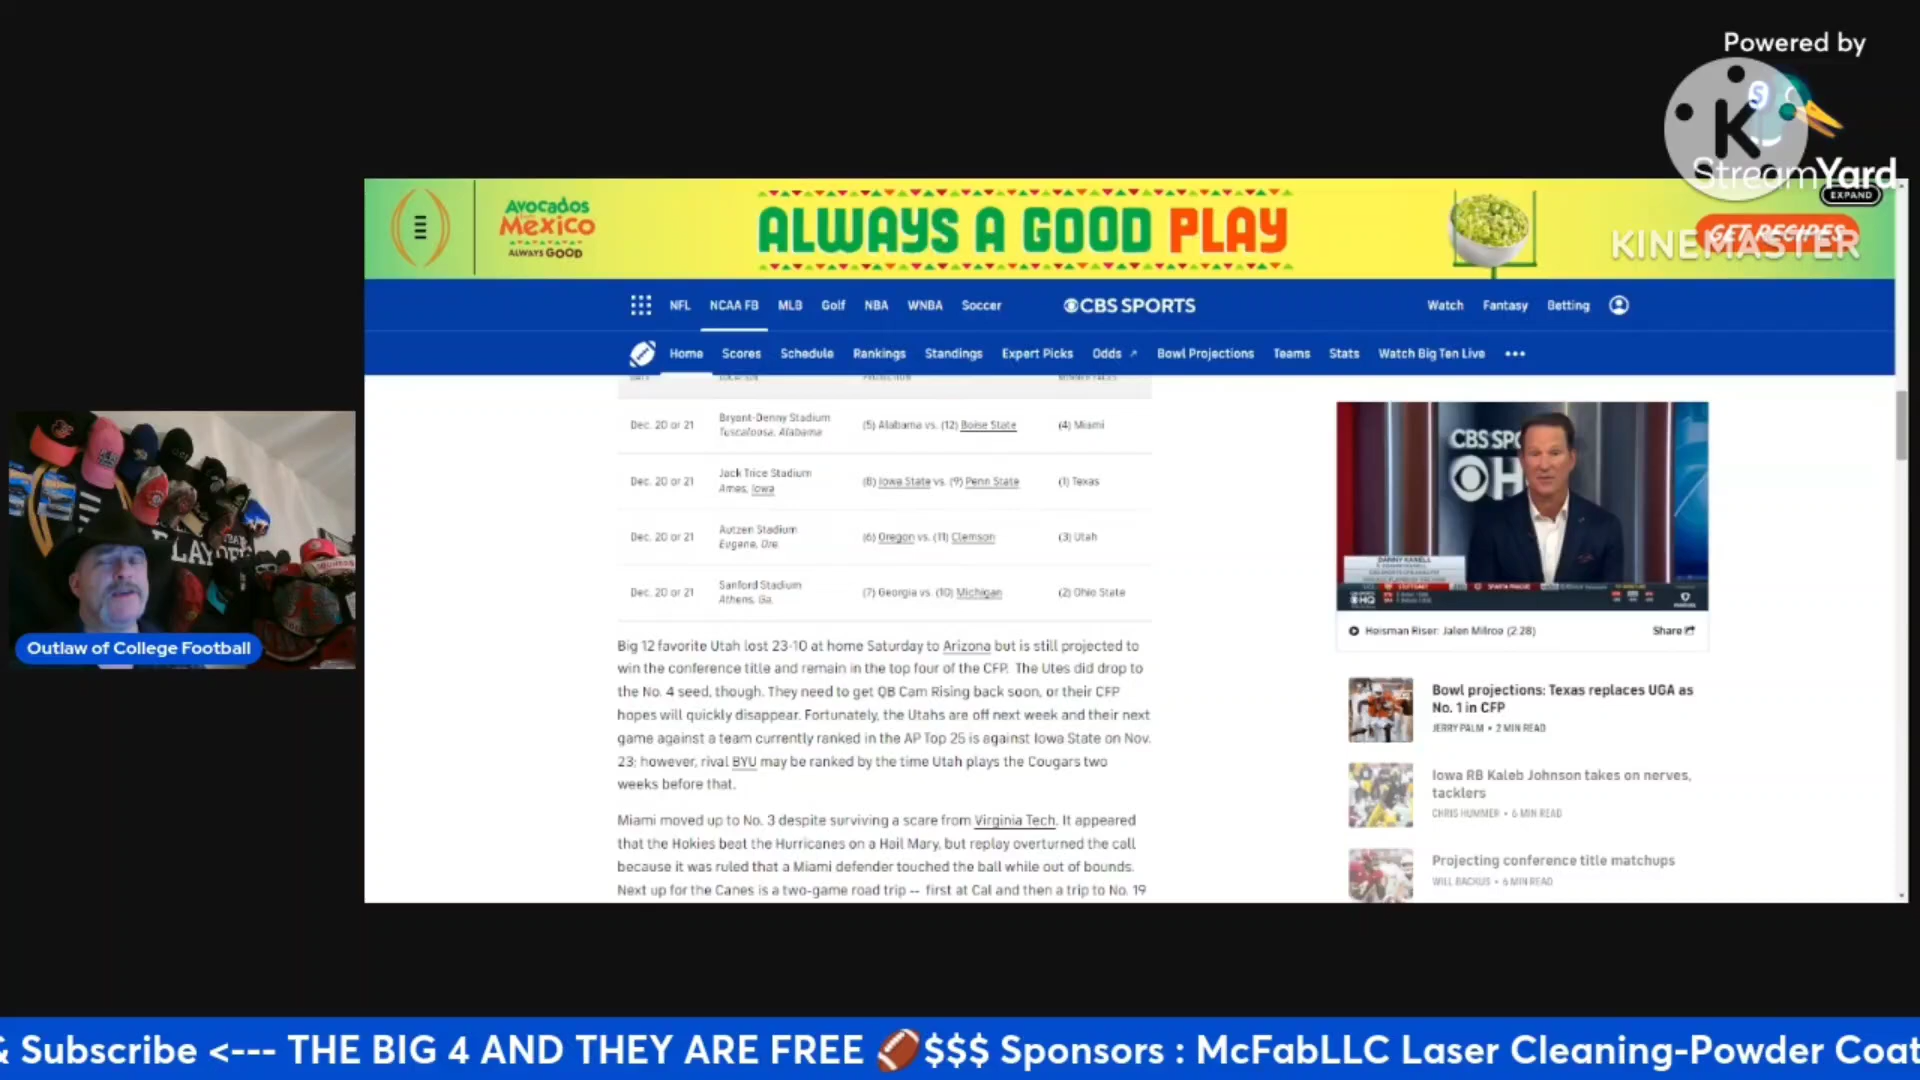 Powered by
StreamYard
K
EXPAND
KINEMASTER
GET RECIPES
AVOCADOS
MEXICO
ALWAYS GOOD
ALWAYS A GOOD PLAY
NFL NCAA FB MLB Golf NBA WNBA Soccer
CBS SPORTS
Watch Fantasy Betting
Home Scores Schedule Rankings Standings Expert Picks Odds Bowl Projections Teams Stats Watch Big Ten Live •••
Dec. 20 or 21 Bryant-Denny Stadium Tuscaloosa, Alabama (5) Alabama vs. (12) Boise State (4) Miami
Dec. 20 or 21 Jack Trice Stadium Ames, Iowa (8) Iowa State vs. (9) Penn State (1) Texas
Dec. 20 or 21 Autzen Stadium Eugene, Ore. (6) Oregon vs. (11) Clemson (3) Utah
Dec. 20 or 21 Sanford Stadium Athens, Ga. (7) Georgia vs. (10) Michigan (2) Ohio State
Big 12 favorite Utah lost 23-10 at home Saturday to Arizona but is still projected to
win the conference title and remain in the top four of the CFP. The Utes did drop to
the No. 4 seed, though. They need to get QB Cam Rising back soon, or their CFP
hopes will quickly disappear. Fortunately, the Utahs are off next week and their next
game against a team currently ranked in the AP Top 25 is against Iowa State on Nov.
23; however, rival BYU may be ranked by the time Utah plays the Cougars two
weeks before that.
Miami moved up to No. 3 despite surviving a scare from Virginia Tech. It appeared
that the Hokies beat the Hurricanes on a Hail Mary, but replay overturned the call
because it was ruled that a Miami defender touched the ball while out of bounds.
Next up for the Canes is a two-game road trip -- first at Cal and then a trip to No. 19
CBS SPO
HQ
DANNY KANELL
Heisman Riser: Jalen Milroe (2:28)
Share
Bowl projections: Texas replaces UGA as
No. 1 in CFP
JERRY PALM • 2 MIN READ
Iowa RB Kaleb Johnson takes on nerves,
tacklers
CHRIS HUMMER • 6 MIN READ
Projecting conference title matchups
WILL BACKUS • 6 MIN READ
PLAYOFF
Outlaw of College Football
& Subscribe <--- THE BIG 4 AND THEY ARE FREE 🏈$$$ Sponsors : McFabLLC Laser Cleaning-Powder Coat